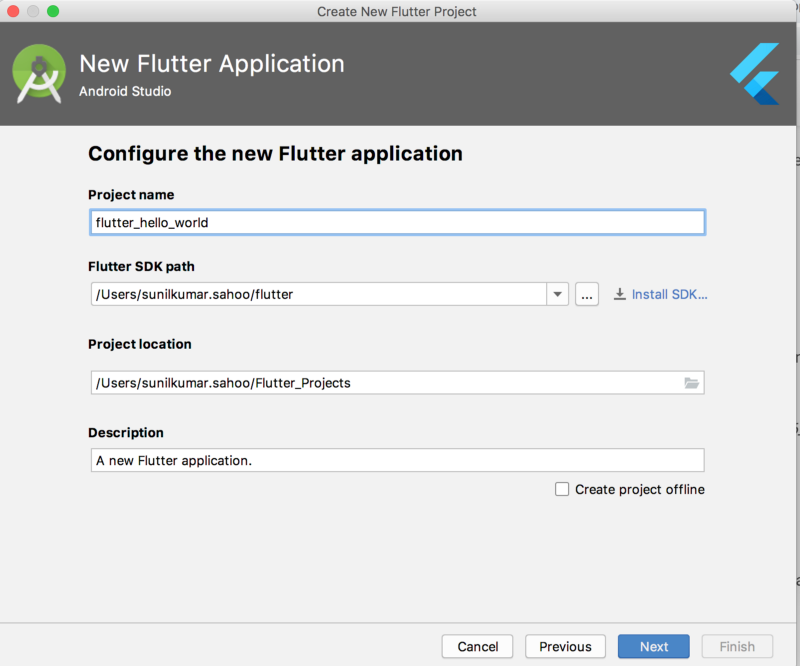 Create New Flutter Project
New Flutter Application
Android Studio
Configure the new Flutter application
Project name
flutter_hello_world
Flutter SDK path
/Users/sunilkumar.sahoo/flutter
...
Install SDK...
Project location
/Users/sunilkumar.sahoo/Flutter_Projects
Description
A new Flutter application.
Create project offline
Cancel
Previous
Next
Finish